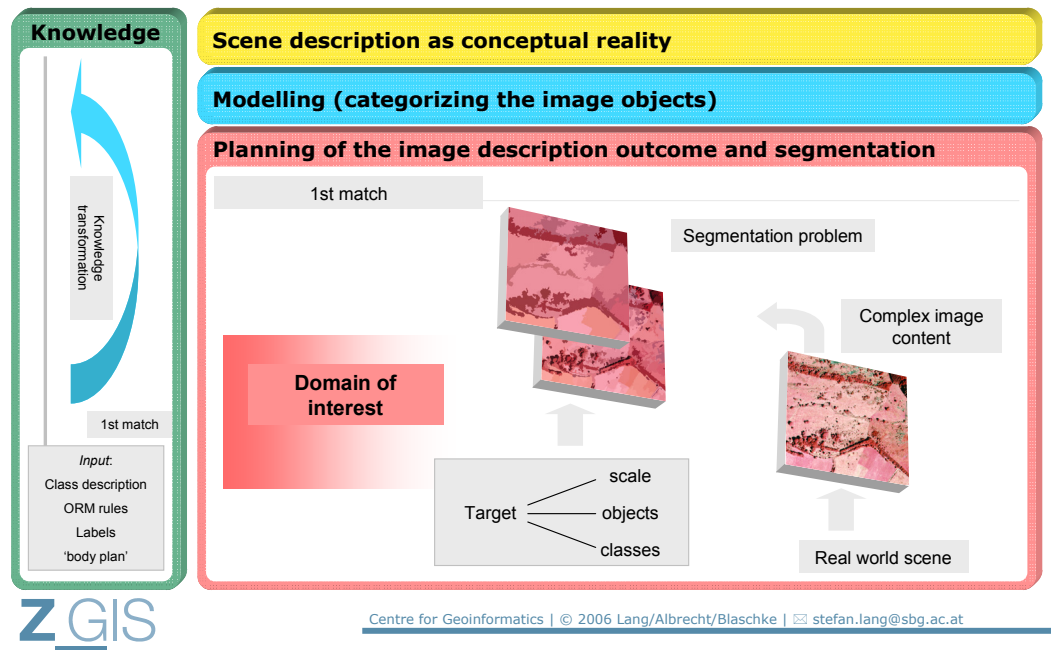 Knowledge
Knowledge
transformation
1st match
Input:
Class description
ORM rules
Labels
‘body plan’
Scene description as conceptual reality
Modelling (categorizing the image objects)
Planning of the image description outcome and segmentation
1st match
Segmentation problem
Complex image
content
Domain of
interest
Target
scale
objects
classes
Real world scene
Z GIS
Centre for Geoinformatics | © 2006 Lang/Albrecht/Blaschke | ✉ stefan.lang@sbg.ac.at